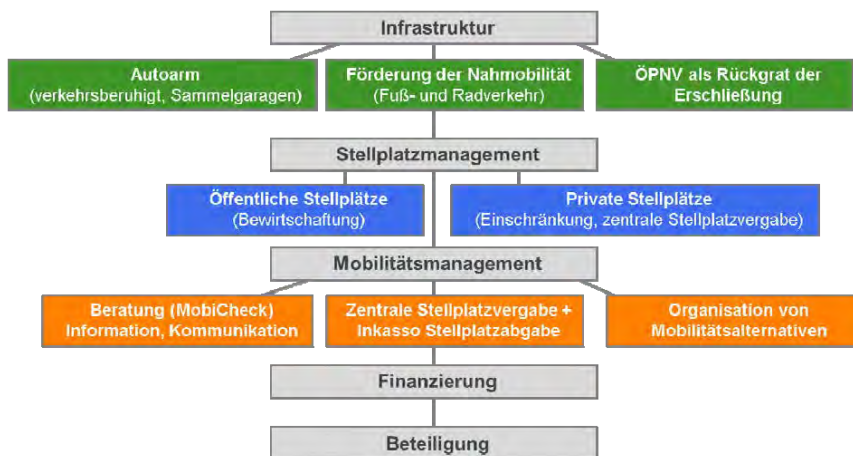 Infrastruktur
Autoarm
(verkehrsberuhigt, Sammelgaragen)
Förderung der Nahmobilität
(Fuß- und Radverkehr)
ÖPNV als Rückgrat der
Erschließung
Stellplatzmanagement
Öffentliche Stellplätze
(Bewirtschaftung)
Private Stellplätze
(Einschränkung, zentrale Stellplatzvergabe)
Mobilitätsmanagement
Beratung (MobiCheck)
Information, Kommunikation
Zentrale Stellplatzvergabe +
Inkasso Stellplatzabgabe
Organisation von
Mobilitätsalternativen
Finanzierung
Beteiligung